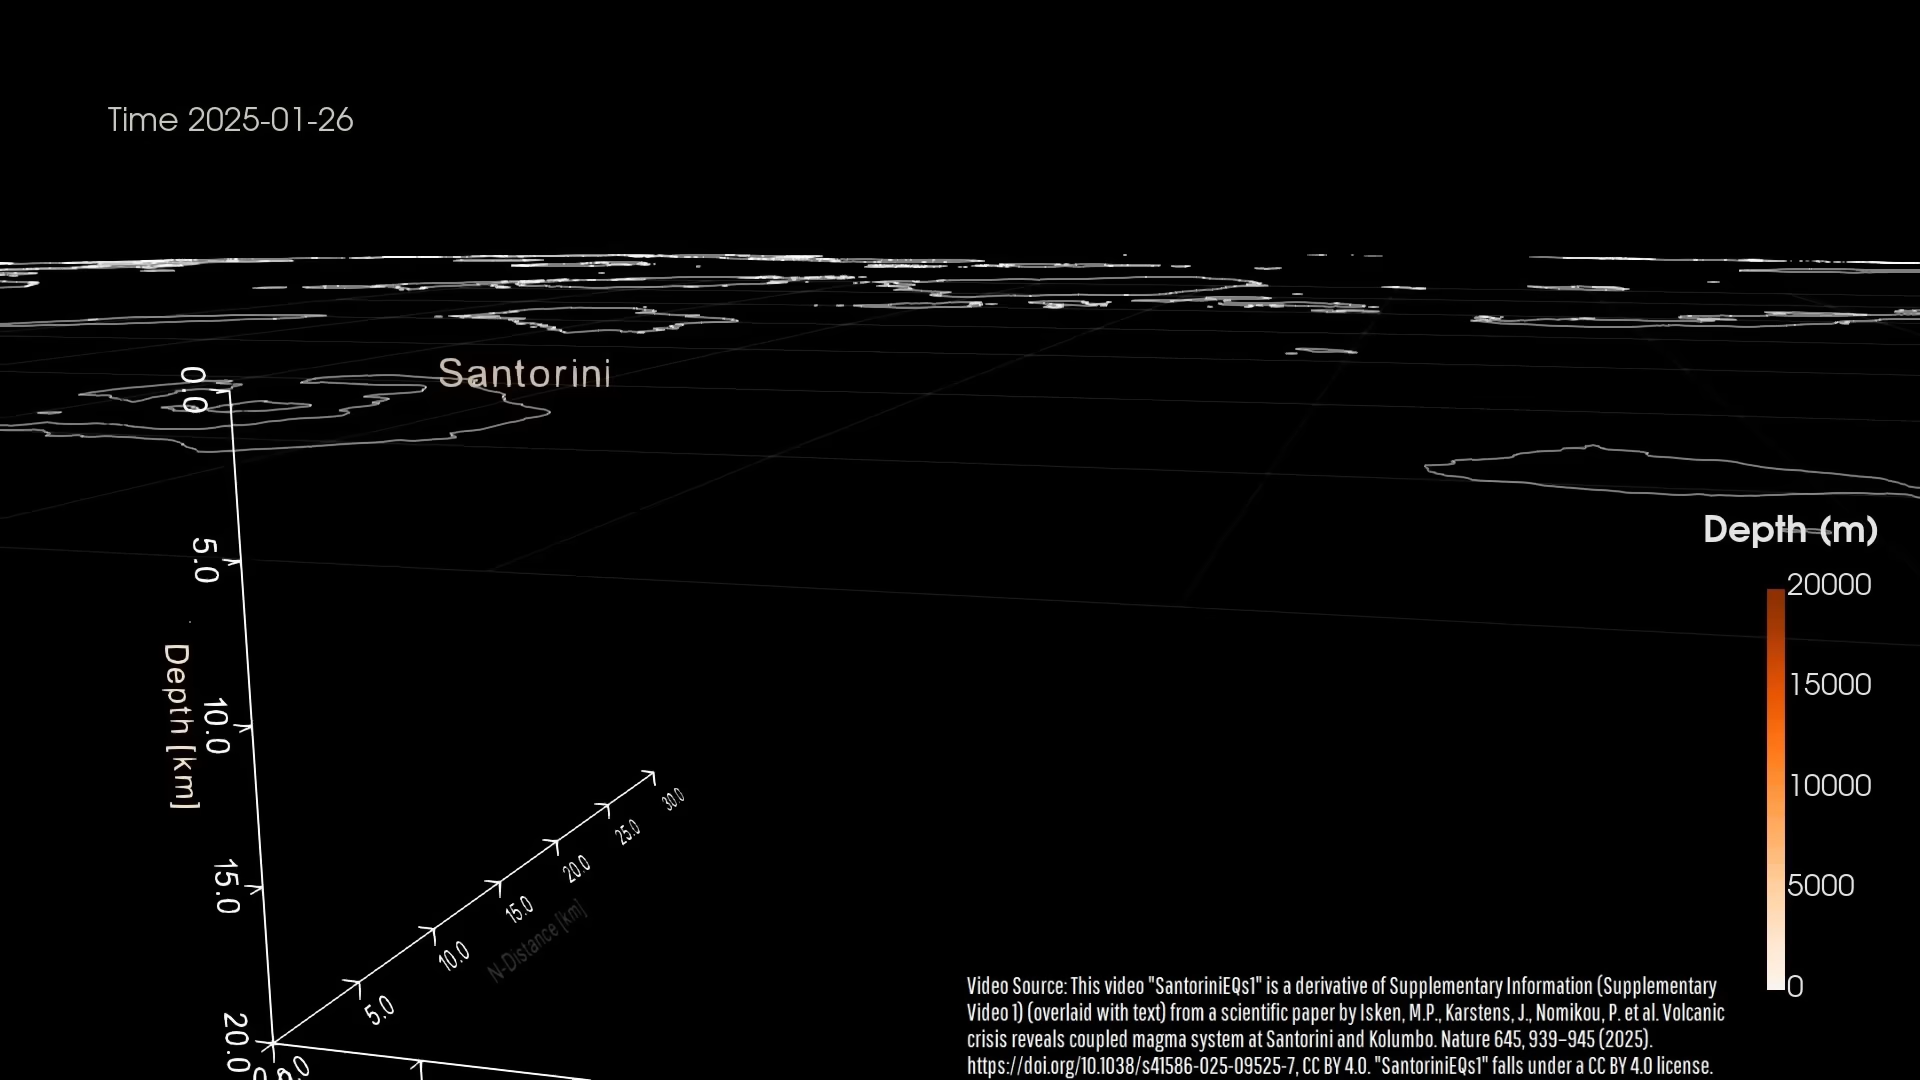 Time 2025-01-26
Santorini
0.0
5.0
10.0
15.0
20.0
Depth [km]
5.0
10.0
15.0
20.0
25.0
30.0
N-Distance [km]
Depth (m)
20000
15000
10000
5000
0
Video Source: This video "SantoriniEQs1" is a derivative of Supplementary Information (Supplementary
Video 1) (overlaid with text) from a scientific paper by Isken, M.P., Karstens, J., Nomikou, P. et al. Volcanic
crisis reveals coupled magma system at Santorini and Kolumbo. Nature 645, 939–945 (2025).
https://doi.org/10.1038/s41586-025-09525-7, CC BY 4.0. "SantoriniEQs1" falls under a CC BY 4.0 license.